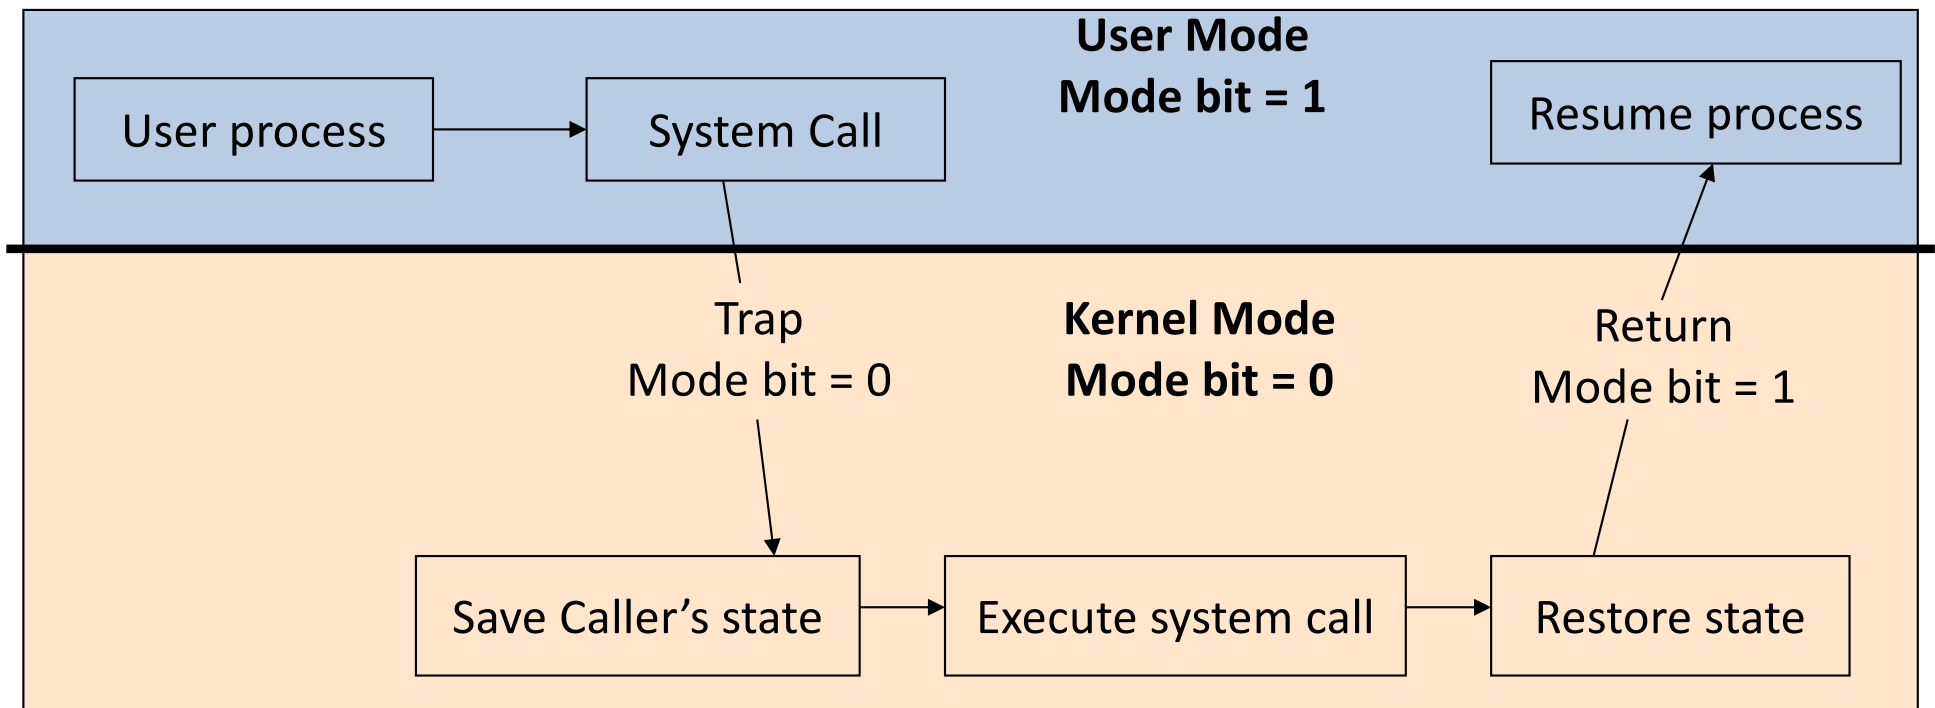 User Mode
Mode bit = 1
User process
System Call
Resume process
Trap
Mode bit = 0
Kernel Mode
Mode bit = 0
Return
Mode bit = 1
Save Caller’s state
Execute system call
Restore state